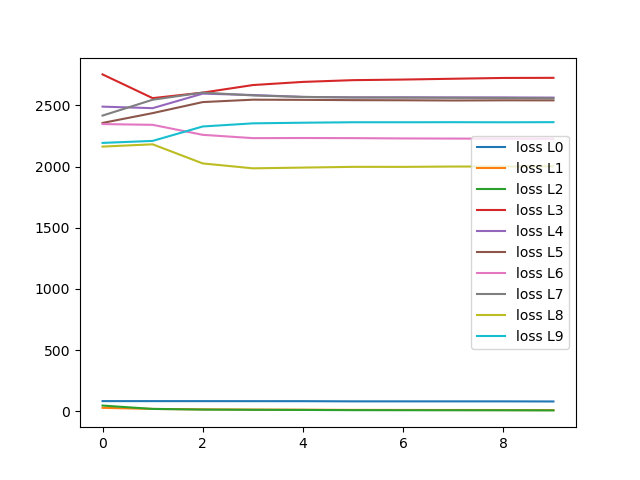 2500
2000
1500
1000
500
0
0 2 4 6 8
loss L0
loss L1
loss L2
loss L3
loss L4
loss L5
loss L6
loss L7
loss L8
loss L9